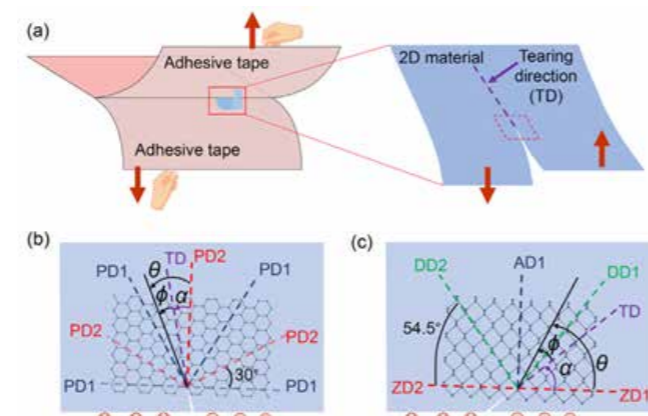 (a)
Adhesive tape
Adhesive tape
2D material
Tearing
direction
(TD)
(b)
θ
TD
PD2
PD1
PD1
ϕ
α
PD2
PD2
30°
PD1
PD1
(c)
DD2
AD1
DD1
TD
54.5°
ϕ
α
θ
ZD2
ZD1